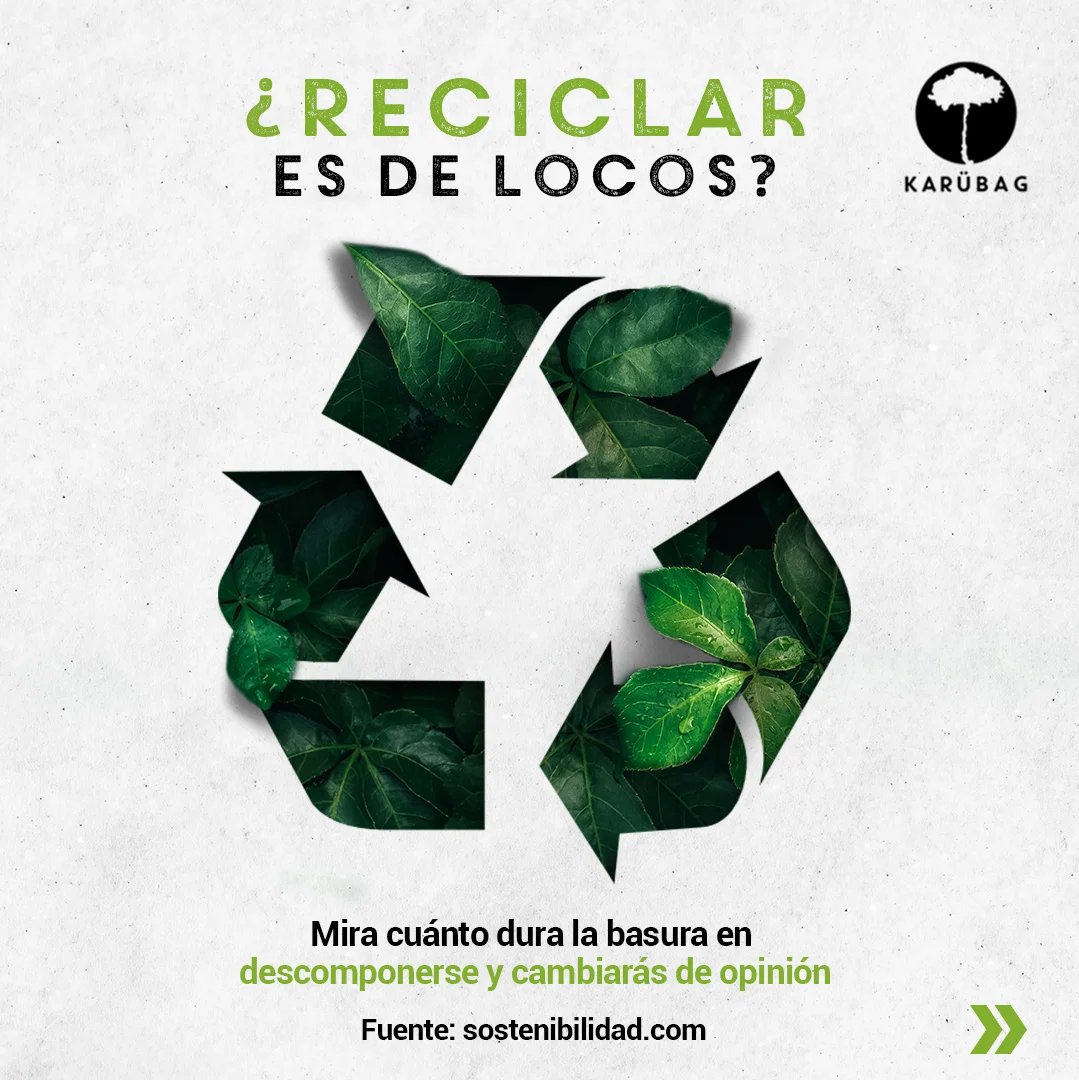 ¿RECICLAR
ES DE LOCOS?
KARÜBAG
Mira cuánto dura la basura en
descomponerse y cambiarás de opinión
Fuente: sostenibilidad.com